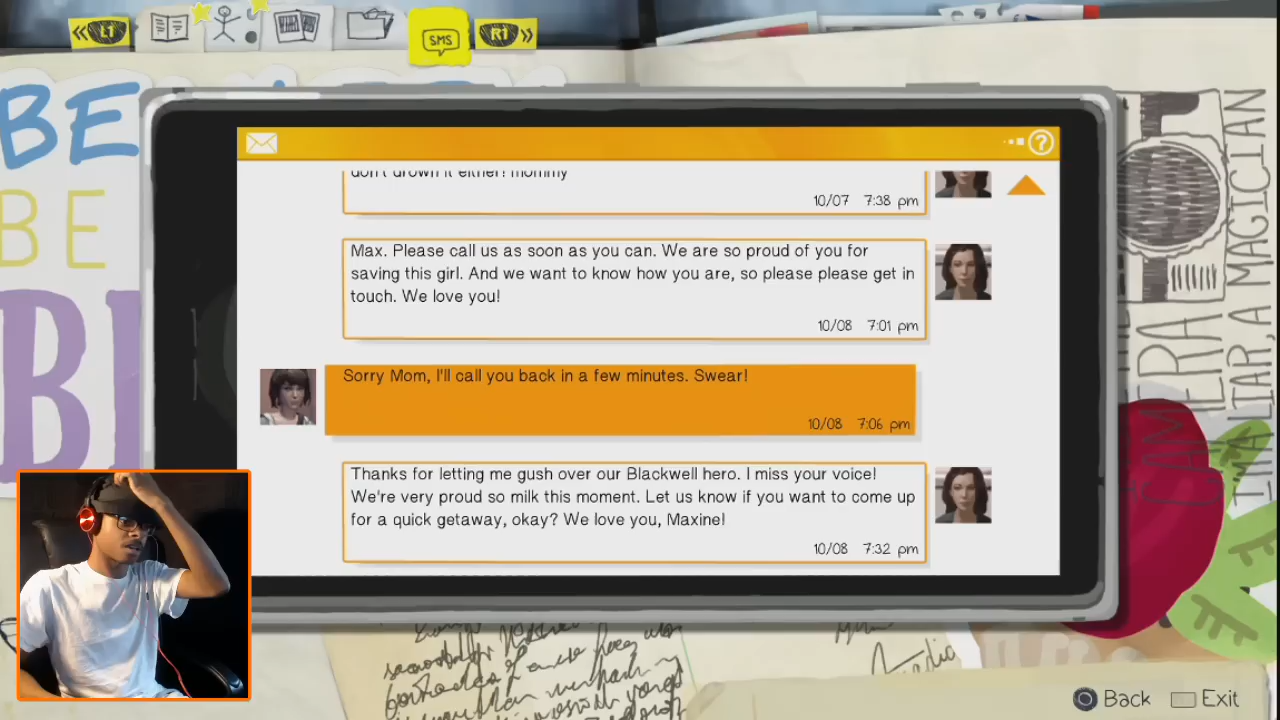 L1
SMS
R1
BE
BE
don't drown it either! mommy
10/07 7:38 pm
Max. Please call us as soon as you can. We are so proud of you for
saving this girl. And we want to know how you are, so please please get in
touch. We love you!
10/08 7:01 pm
Sorry Mom, I'll call you back in a few minutes. Swear!
10/08 7:06 pm
Thanks for letting me gush over our Blackwell hero. I miss your voice!
We're very proud so milk this moment. Let us know if you want to come up
for a quick getaway, okay? We love you, Maxine!
10/08 7:32 pm
CAMERA
I'M A LIAR, A MAGICIAN
Back
Exit